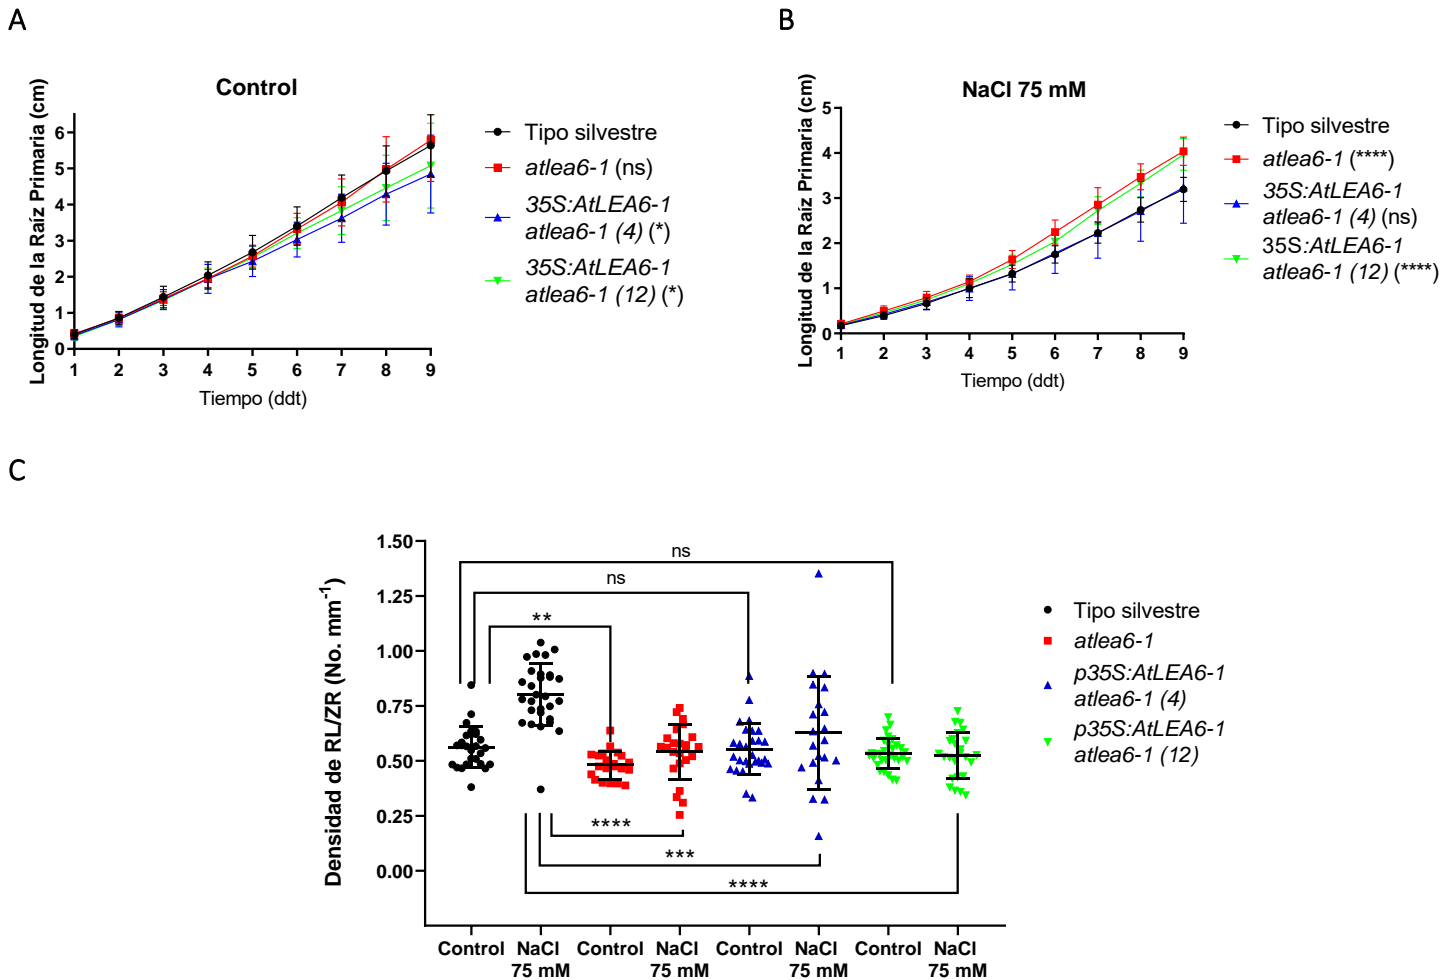 A
Control
Longitud de la Raíz Primaria (cm)
6
5
4
3
2
1
0
1 2 3 4 5 6 7 8 9
Tiempo (ddt)
Tipo silvestre
atlea6-1 (ns)
35S:AtLEA6-1
atlea6-1 (4) (*)
35S:AtLEA6-1
atlea6-1 (12) (*)
B
NaCl 75 mM
Longitud de la Raíz Primaria (cm)
5
4
3
2
1
0
1 2 3 4 5 6 7 8 9
Tiempo (ddt)
Tipo silvestre
atlea6-1 (****)
35S:AtLEA6-1
atlea6-1 (4) (ns)
35S:AtLEA6-1
atlea6-1 (12) (****)
C
Densidad de RL/ZR (No. mm-1)
1.50
1.25
1.00
0.75
0.50
0.25
0.00
ns
ns
**
****
***
****
Control NaCl Control NaCl Control NaCl Control NaCl
75 mM 75 mM 75 mM 75 mM
Tipo silvestre
atlea6-1
p35S:AtLEA6-1
atlea6-1 (4)
p35S:AtLEA6-1
atlea6-1 (12)